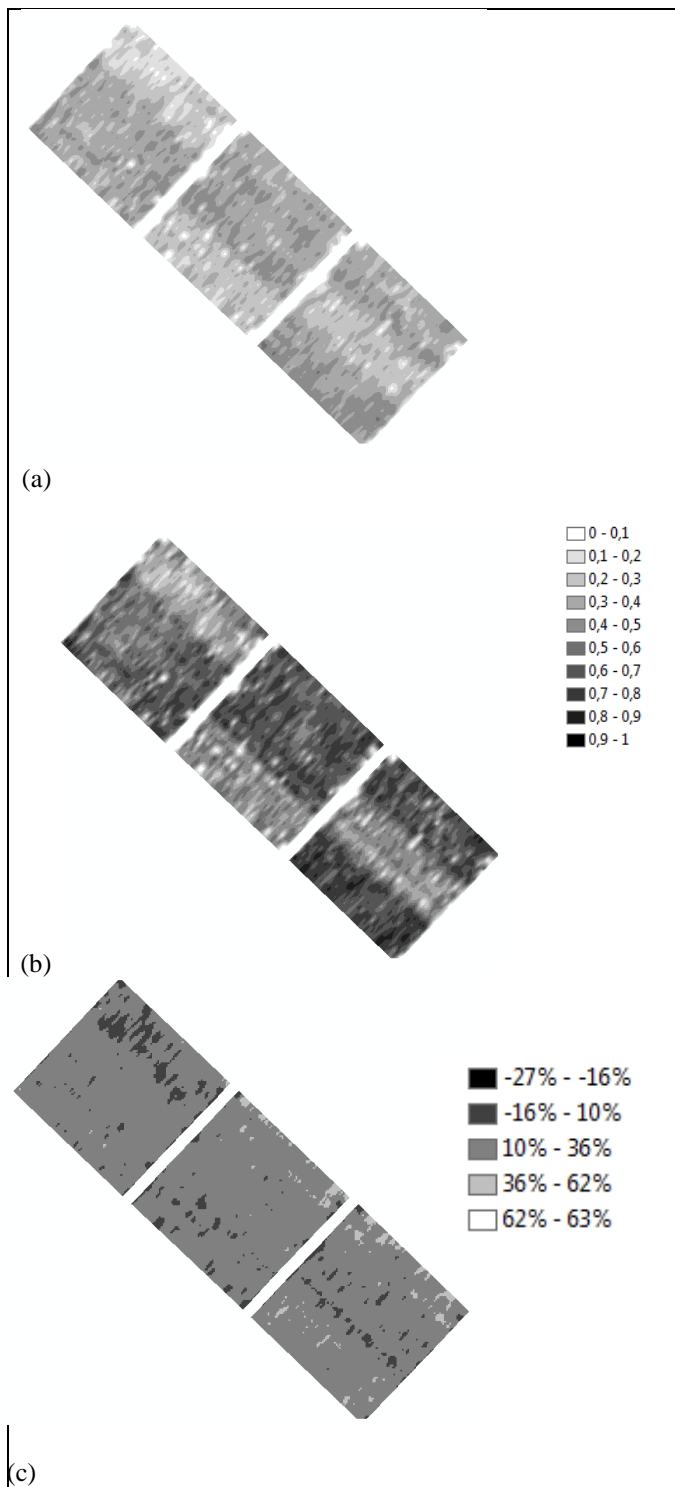 (a)
0 - 0,1
0,1 - 0,2
0,2 - 0,3
0,3 - 0,4
0,4 - 0,5
0,5 - 0,6
0,6 - 0,7
0,7 - 0,8
0,8 - 0,9
0,9 - 1
(b)
-27% - -16%
-16% - 10%
10% - 36%
36% - 62%
62% - 63%
(c)